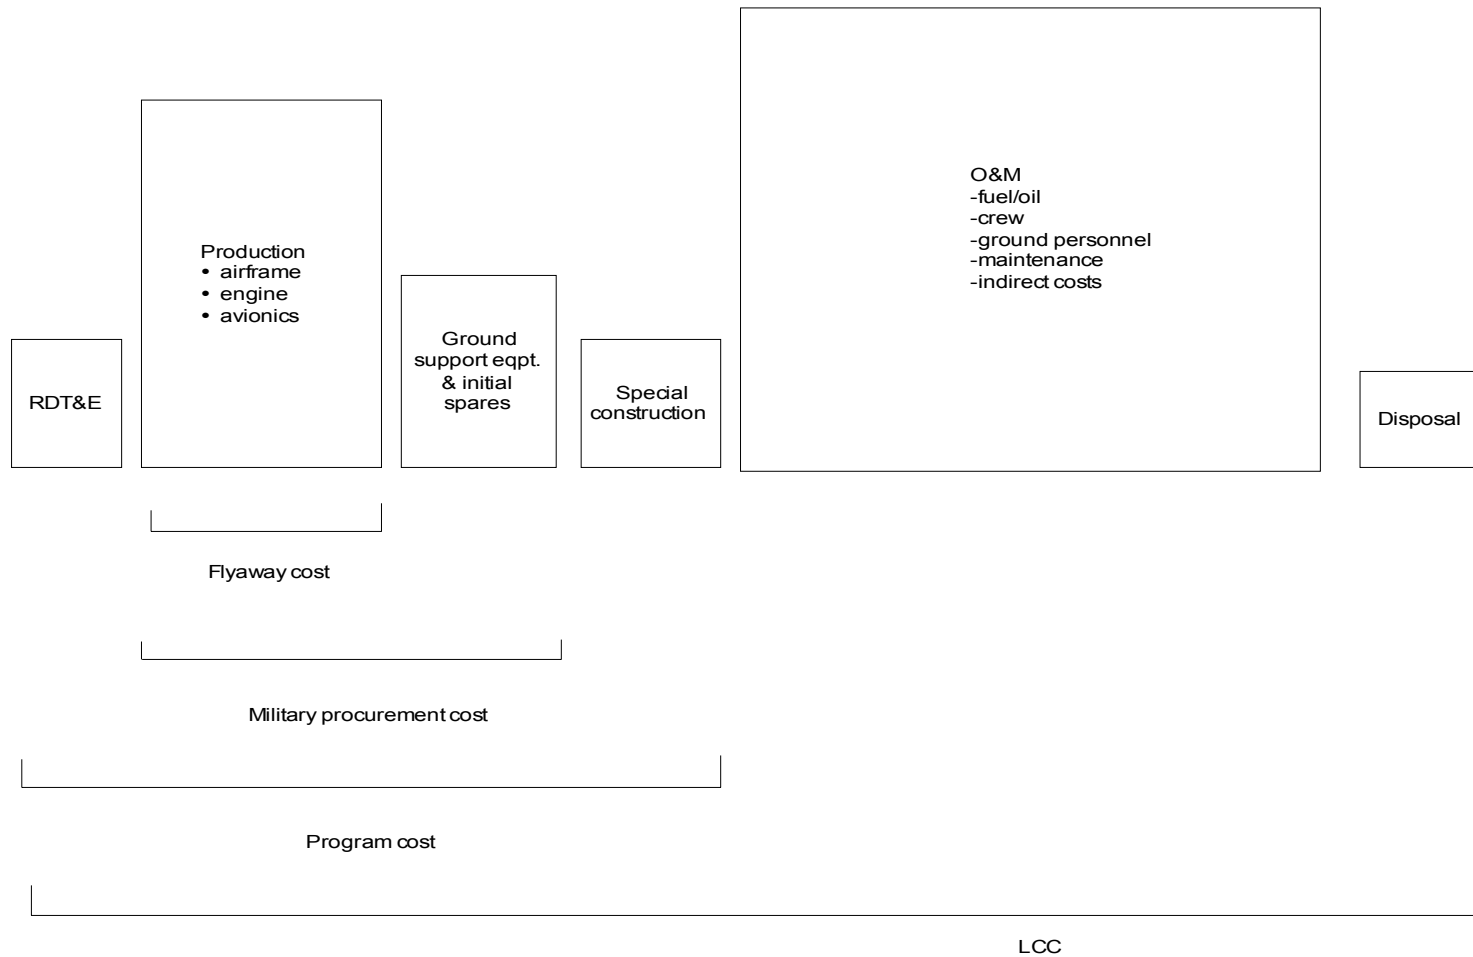 O&M
-fuel/oil
-crew
-ground personnel
-maintenance
-indirect costs
Production
• airframe
• engine
• avionics
Ground
support eqpt.
& initial
spares
RDT&E
Special
construction
Disposal
Flyaway cost
Military procurement cost
Program cost
LCC